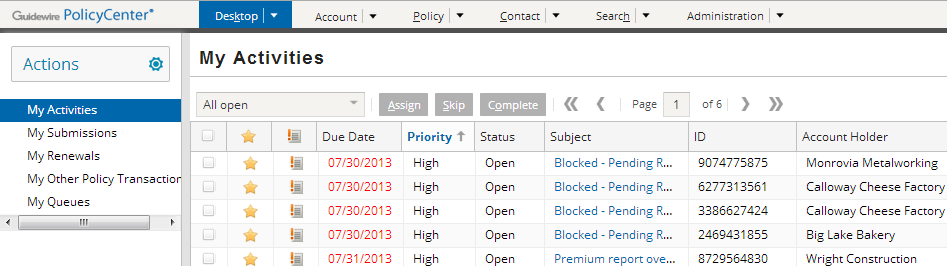 Guidewire PolicyCenter® Desktop Account Policy Contact Search Administration
Actions
My Activities
My Submissions
My Renewals
My Other Policy Transaction
My Queues
My Activities
All open Assign Skip Complete Page 1 of 6
Due Date Priority Status Subject ID Account Holder
07/30/2013 High Open Blocked - Pending R... 9074775875 Monrovia Metalworking
07/30/2013 High Open Blocked - Pending R... 6277313561 Calloway Cheese Factory
07/30/2013 High Open Blocked - Pending R... 3386627424 Calloway Cheese Factory
07/30/2013 High Open Blocked - Pending R... 2469431855 Big Lake Bakery
07/31/2013 High Open Premium report ove... 8729564830 Wright Construction